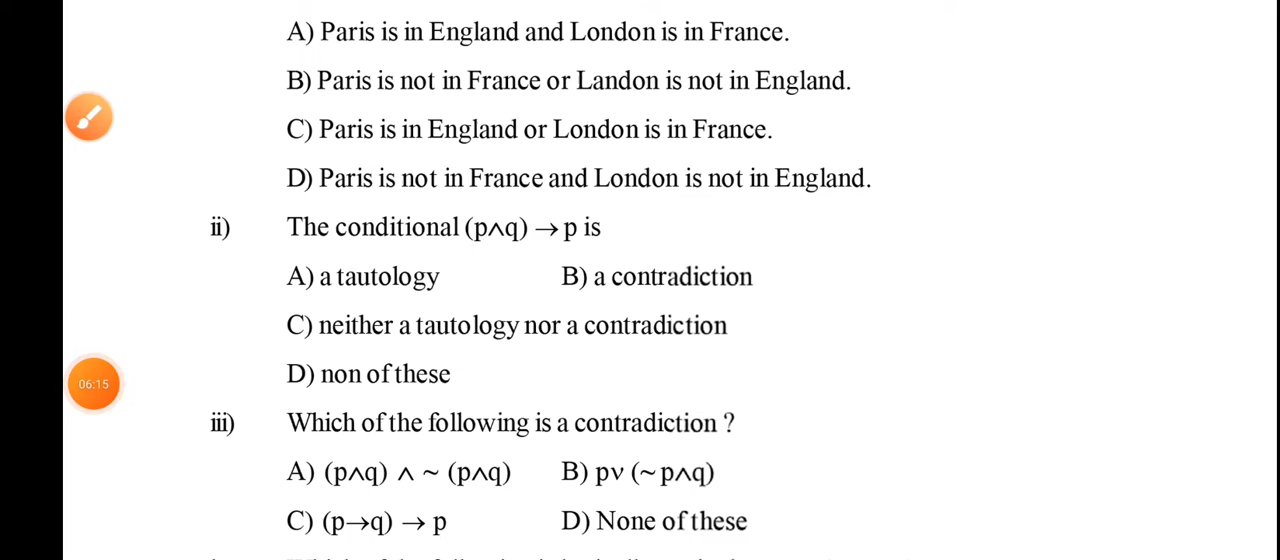 A) Paris is in England and London is in France.
B) Paris is not in France or Landon is not in England.
C) Paris is in England or London is in France.
D) Paris is not in France and London is not in England.
ii) The conditional (p∧q) →p is
A) a tautology B) a contradiction
C) neither a tautology nor a contradiction
D) non of these
06:15
iii) Which of the following is a contradiction ?
A) (p∧q) ∧ ~ (p∧q) B) pν (~ p∧q)
C) (p→q) → p D) None of these